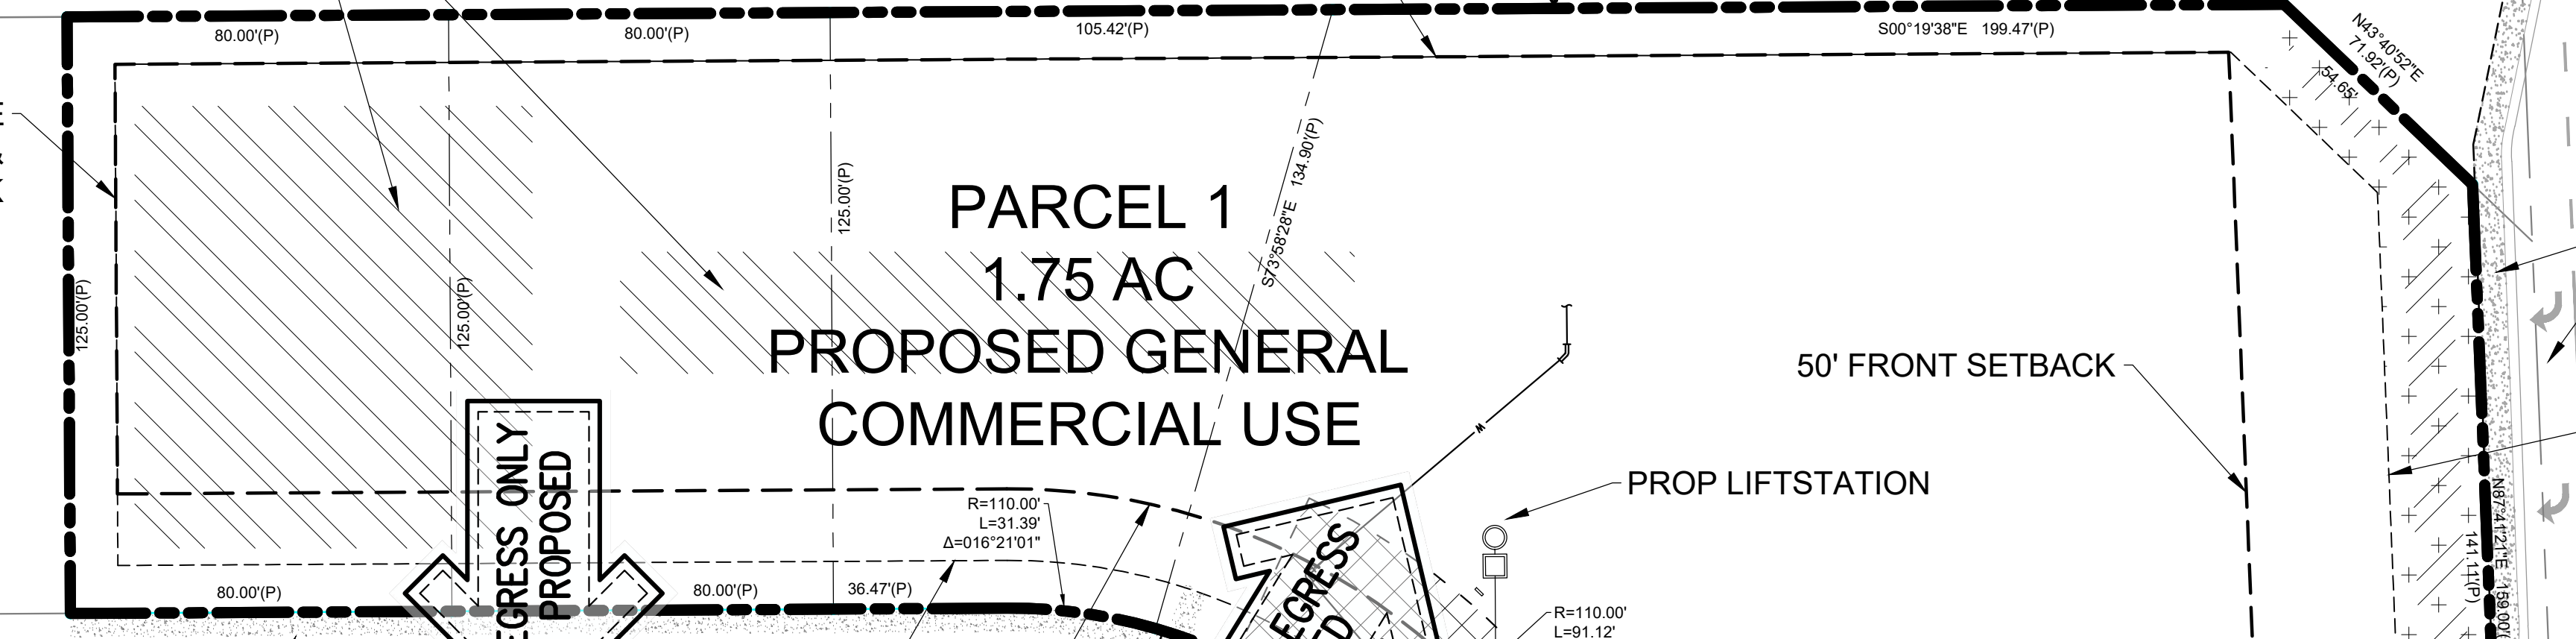 80.00'(P)
80.00'(P)
105.42'(P)
S00°19'38"E 199.47'(P)
N43°40'52"E
71.92'(P)
54.65'
125.00'(P)
125.00'(P)
125.00'(P)
S73°58'28"E 134.90'(P)
PARCEL 1
1.75 AC
PROPOSED GENERAL
COMMERCIAL USE
50' FRONT SETBACK
W
PROP LIFTSTATION
EGRESS ONLY
PROPOSED
R=110.00'
L=31.39'
Δ=016°21'01"
80.00'(P)
80.00'(P)
36.47'(P)
EGRESS
R=110.00'
L=91.12'
N87°41'21"E 159.00'
141.11'(P)